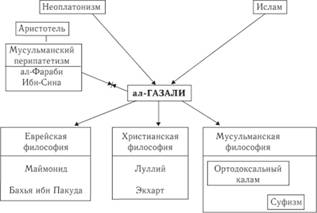 Неоплатонизм
Ислам
Аристотель
Мусульманский
перипатетизм
ал-Фараби
Ибн-Сина
ал-ГАЗАЛИ
Еврейская
философия
Маймонид
Бахья ибн Пакуда
Христианская
философия
Луллий
Экхарт
Мусульманская
философия
Ортодоксальный
калам
Суфизм